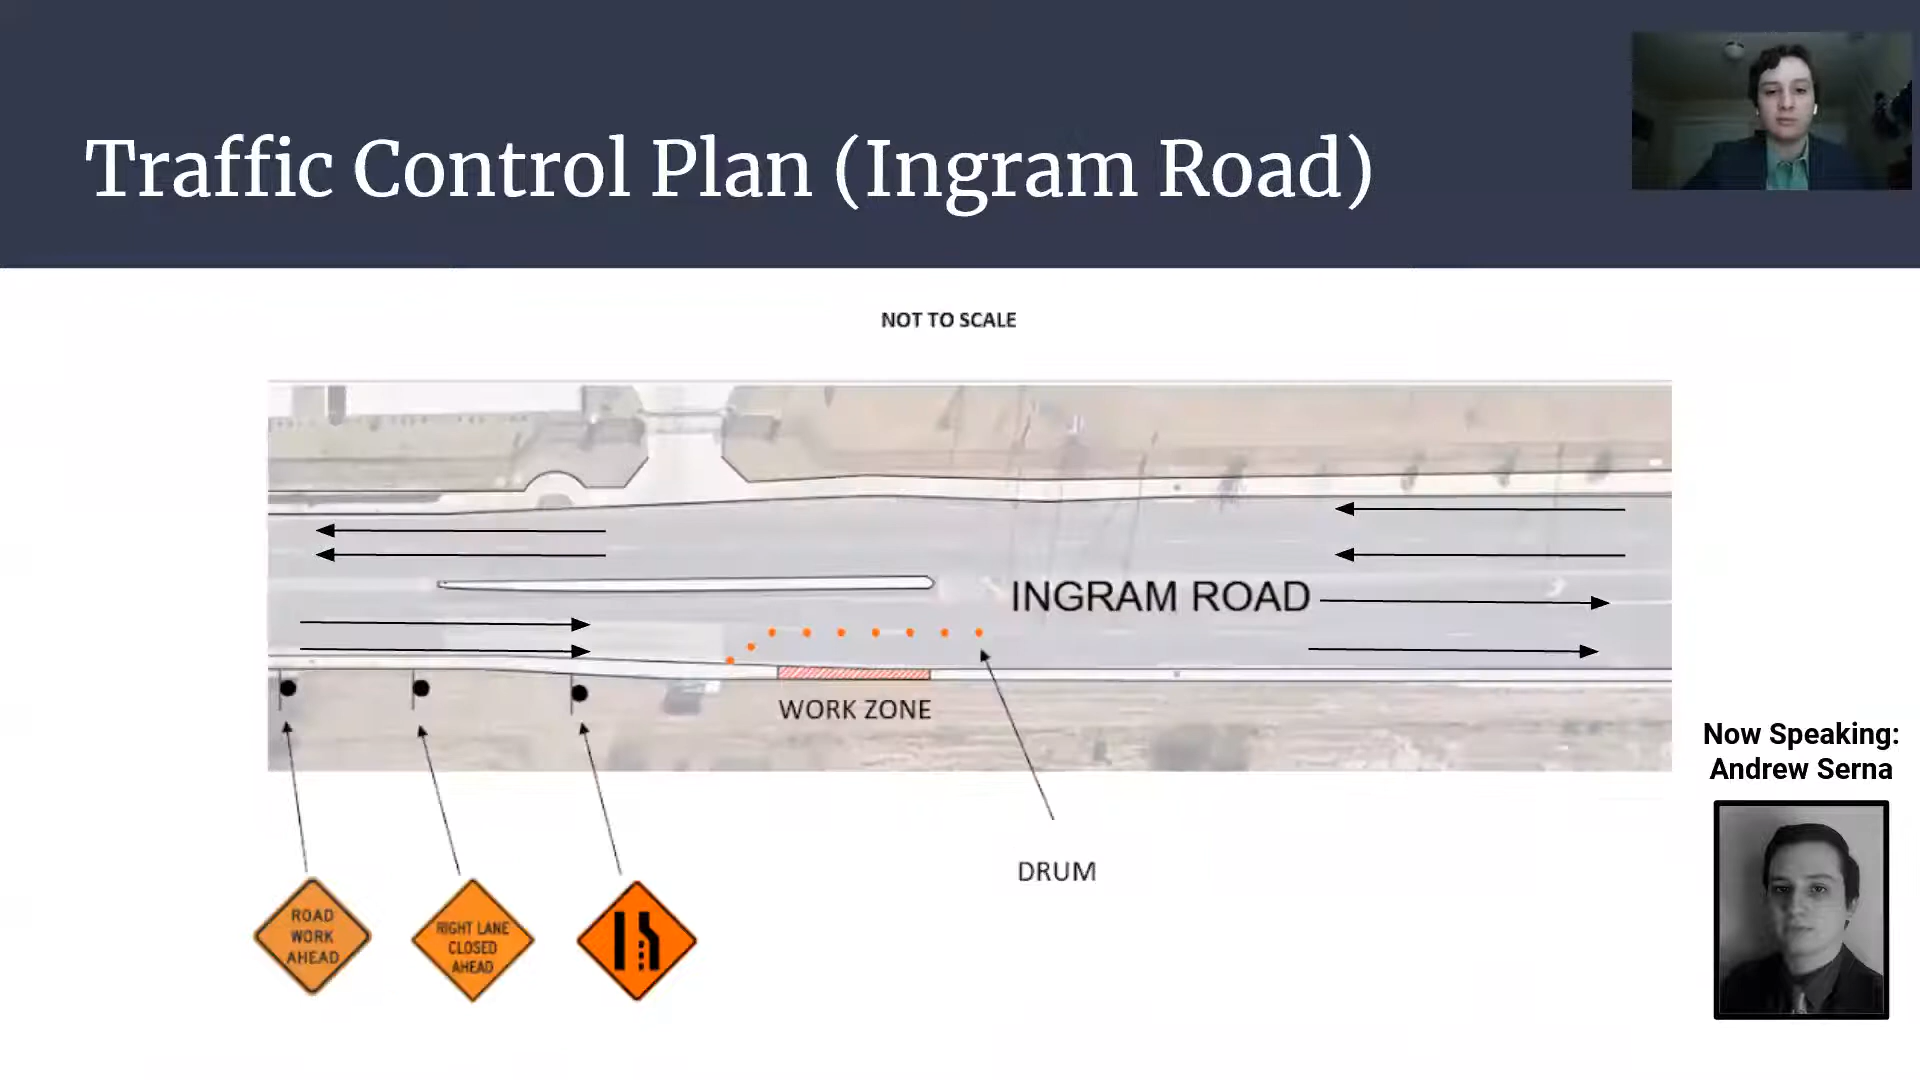 Traffic Control Plan (Ingram Road)
NOT TO SCALE
INGRAM ROAD
WORK ZONE
DRUM
ROAD
WORK
AHEAD
RIGHT LANE
CLOSED
AHEAD
Now Speaking:
Andrew Serna